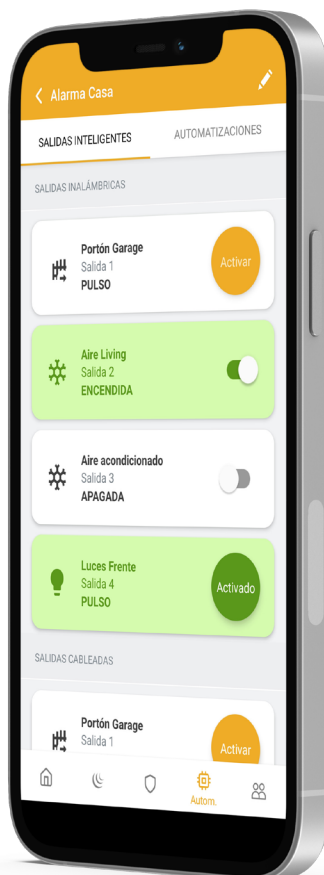 Alarma Casa
SALIDAS INTELIGENTES
AUTOMATIZACIONES
SALIDAS INALÁMBRICAS
Portón Garage
Salida 1
PULSO
Activar
Aire Living
Salida 2
ENCENDIDA
Aire acondicionado
Salida 3
APAGADA
Luces Frente
Salida 4
PULSO
Activado
SALIDAS CABLEADAS
Portón Garage
Salida 1
Activar
Autom.